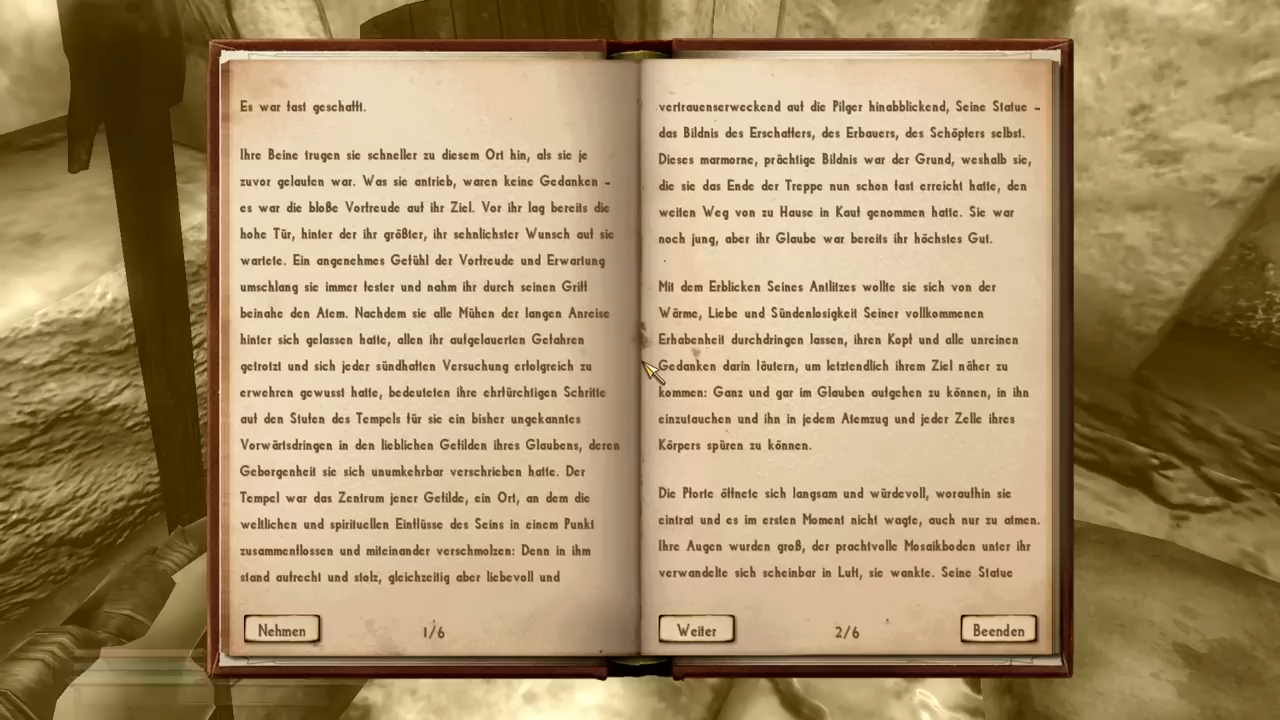 Es war fast geschafft.
Ihre Beine trugen sie schneller zu diesem Ort hin, als sie je
zuvor gelaufen war. Was sie antrieb, waren keine Gedanken -
es war die bloße Vorfreude auf ihr Ziel. Vor ihr lag bereits die
hohe Tür, hinter der ihr größter, ihr sehnlichster Wunsch auf sie
wartete. Ein angenehmes Gefühl der Vorfreude und Erwartung
umschlang sie immer fester und nahm ihr durch seinen Griff
beinahe den Atem. Nachdem sie alle Mühen der langen Anreise
hinter sich gelassen hatte, allen ihr aufgelauerten Gefahren
getrotzt und sich jeder sündhaften Versuchung erfolgreich zu
erwehren gewusst hatte, bedeuteten ihre ehrfürchtigen Schritte
auf den Stufen des Tempels für sie ein bisher ungekanntes
Vorwärtsdringen in den lieblichen Gefilden ihres Glaubens, deren
Geborgenheit sie sich unumkehrbar verschrieben hatte. Der
Tempel war das Zentrum jener Gefilde, ein Ort, an dem die
weltlichen und spirituellen Einflüsse des Seins in einem Punkt
zusammenflossen und miteinander verschmolzen: Denn in ihm
stand aufrecht und stolz, gleichzeitig aber liebevoll und
Nehmen
1/6
vertrauenserweckend auf die Pilger hinabblickend, Seine Statue -
das Bildnis des Erschaffers, des Erbauers, des Schöpfers selbst.
Dieses marmorne, prächtige Bildnis war der Grund, weshalb sie,
die sie das Ende der Treppe nun schon fast erreicht hatte, den
weiten Weg von zu Hause in Kauf genommen hatte. Sie war
noch jung, aber ihr Glaube war bereits ihr höchstes Gut.
Mit dem Erblicken Seines Antlitzes wollte sie sich von der
Wärme, Liebe und Sündenlosigkeit Seiner vollkommenen
Erhabenheit durchdringen lassen, ihren Kopf und alle unreinen
Gedanken darin läutern, um letztendlich ihrem Ziel näher zu
kommen: Ganz und gar im Glauben aufgehen zu können, in ihn
einzutauchen und ihn in jedem Atemzug und jeder Zelle ihres
Körpers spüren zu können.
Die Pforte öffnete sich langsam und würdevoll, woraufhin sie
eintrat und es im ersten Moment nicht wagte, auch nur zu atmen.
Ihre Augen wurden groß, der prachtvolle Mosaikboden unter ihr
verwandelte sich scheinbar in Luft, sie wankte. Seine Statue
Weiter
2/6
Beenden